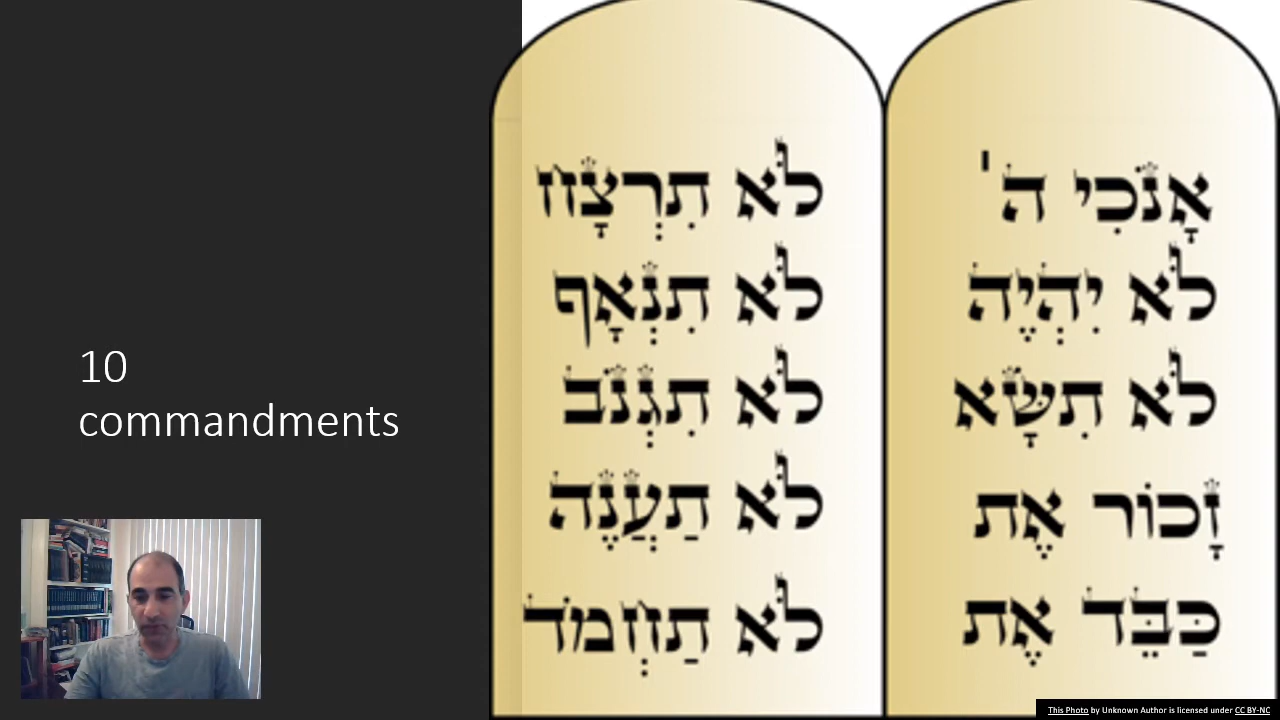 10
commandments
אָנֹכִי ה'
לֹא יִהְיֶה
לֹא תִשָּׂא
זָכוֹר אֶת
כַּבֵּד אֶת
לֹא תִרְצָח
לֹא תִנְאָף
לֹא תִגְנֹב
לֹא תַעֲנֶה
לֹא תַחְמֹד
This Photo by Unknown Author is licensed under CC BY-NC